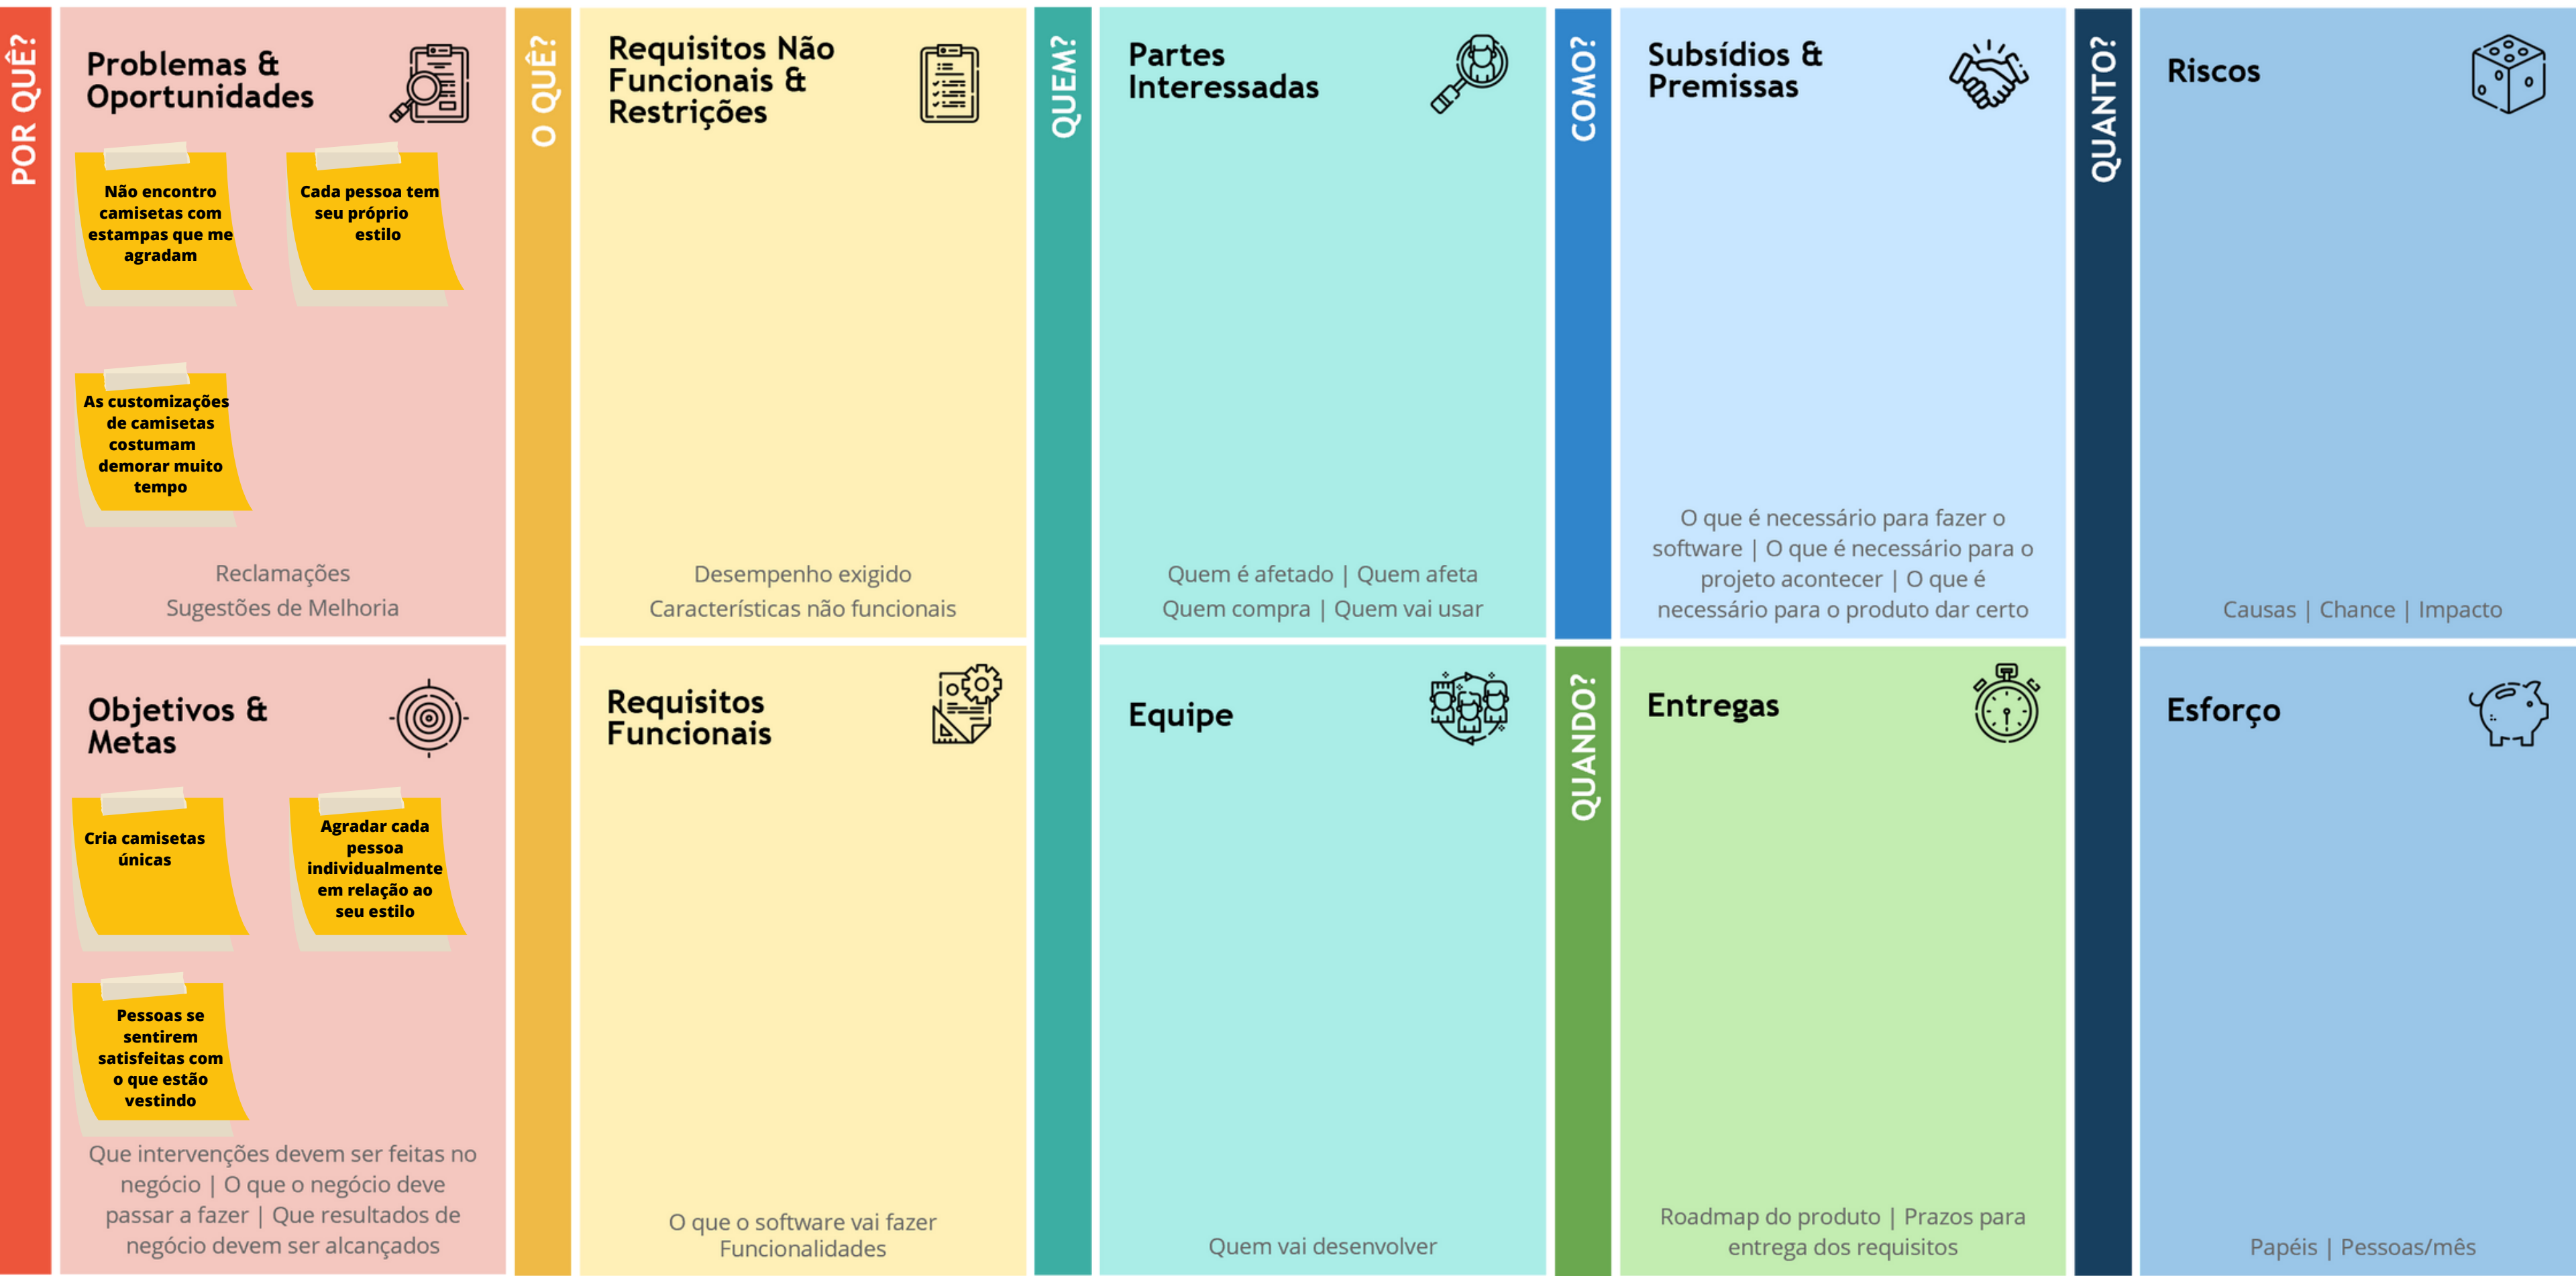 POR QUÊ?
Problemas &
Oportunidades
Não encontro
camisetas com
estampas que me
agradam
Cada pessoa tem
seu próprio
estilo
As customizações
de camisetas
costumam
demorar muito
tempo
Reclamações
Sugestões de Melhoria
Objetivos &
Metas
Cria camisetas
únicas
Agradar cada
pessoa
individualmente
em relação ao
seu estilo
Pessoas se
sentirem
satisfeitas com
o que estão
vestindo
Que intervenções devem ser feitas no
negócio | O que o negócio deve
passar a fazer | Que resultados de
negócio devem ser alcançados
O QUÊ?
Requisitos Não
Funcionais &
Restrições
Desempenho exigido
Características não funcionais
Requisitos
Funcionais
O que o software vai fazer
Funcionalidades
QUEM?
Partes
Interessadas
Quem é afetado | Quem afeta
Quem compra | Quem vai usar
Equipe
Quem vai desenvolver
COMO?
Subsídios &
Premissas
O que é necessário para fazer o
software | O que é necessário para o
projeto acontecer | O que é
necessário para o produto dar certo
QUANDO?
Entregas
Roadmap do produto | Prazos para
entrega dos requisitos
QUANTO?
Riscos
Causas | Chance | Impacto
Esforço
Papéis | Pessoas/mês